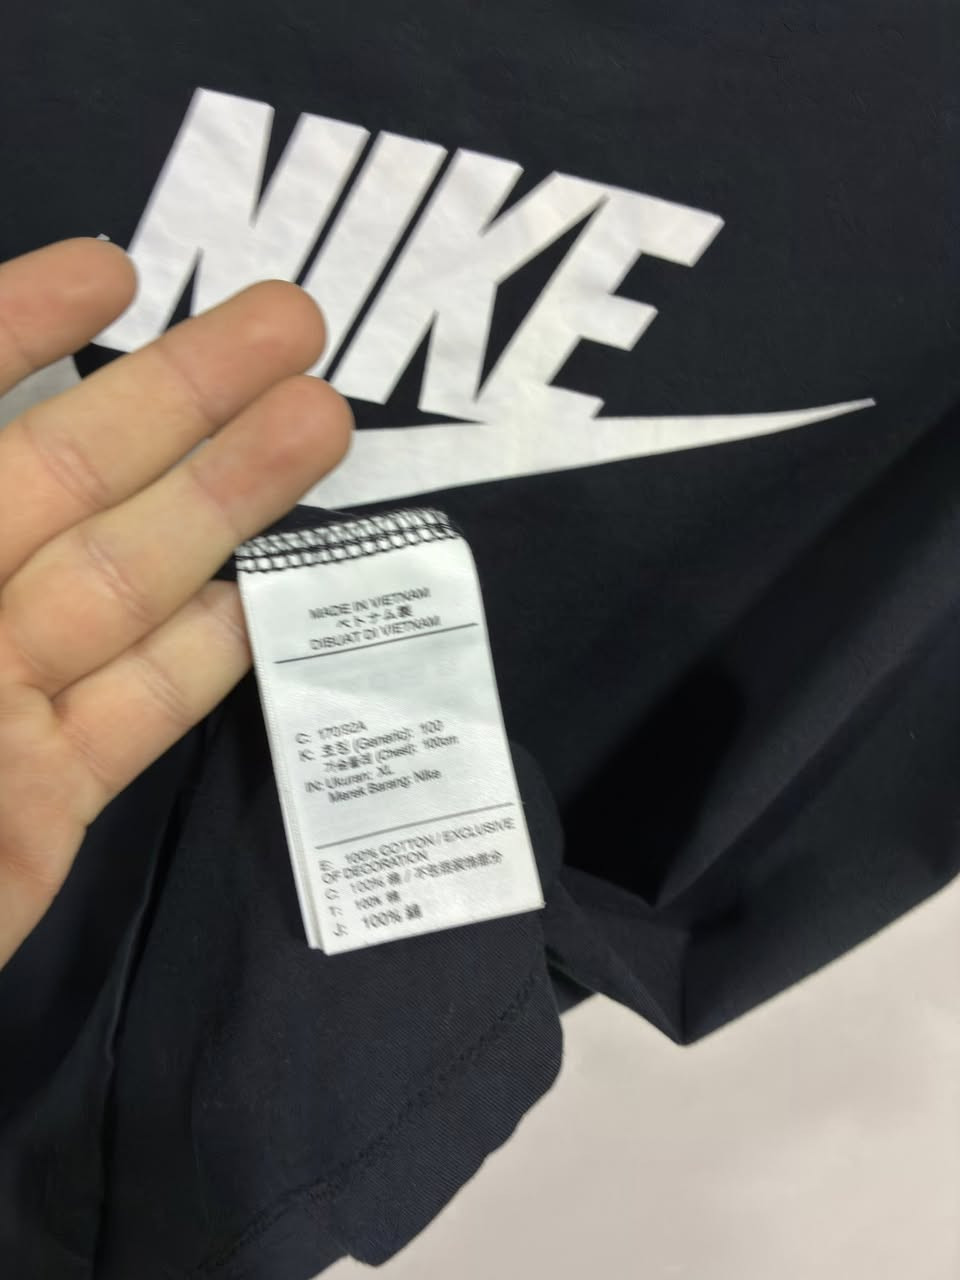 NIKE
MADE IN VIETNAM
ベトナム製
DIBUAT DI VIETNAM
C: 170/92A
K: 호칭 (Generic): 100
가슴둘레 (Chest): 100cm
IN: Ukuran: XL
Merek Barang: Nike
E: 100% COTTON / EXCLUSIVE
OF DECORATION
C: 100% 棉 / 不包括装饰部分
T: 100% 棉
J: 100% 綿